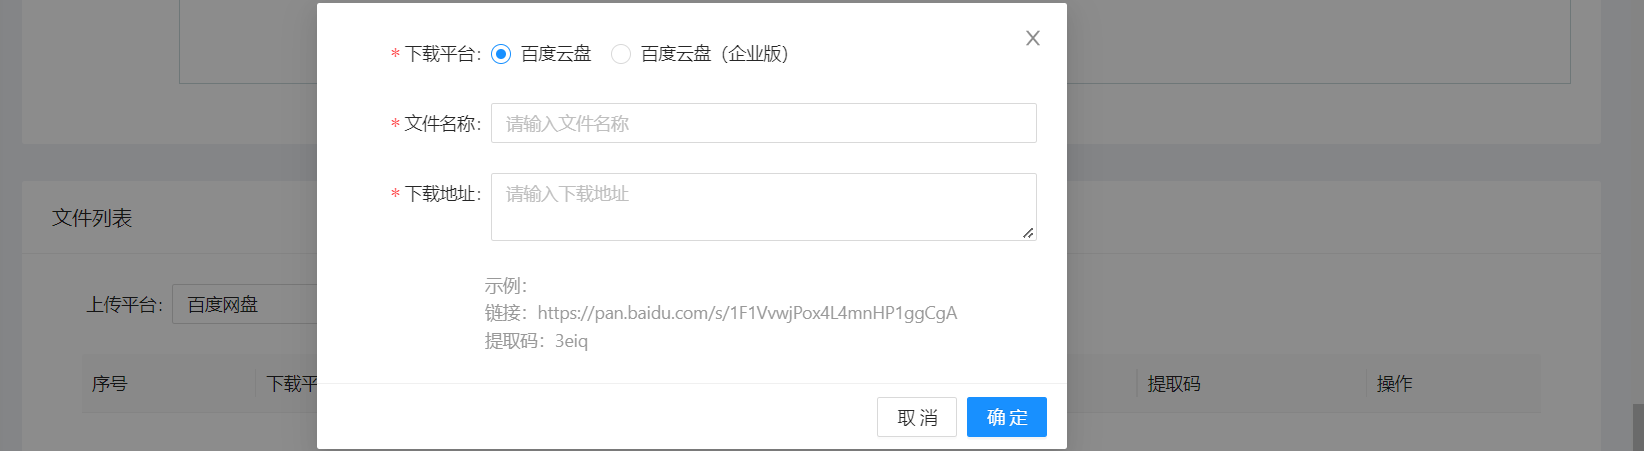 * 下载平台： 百度云盘 百度云盘（企业版）
* 文件名称： 请输入文件名称
* 下载地址： 请输入下载地址
示例：
链接：https://pan.baidu.com/s/1F1VvwjPox4L4mnHP1ggCgA
提取码：3eiq
取 消 确 定
文件列表
上传平台： 百度网盘
序号 下载平 提取码 操作